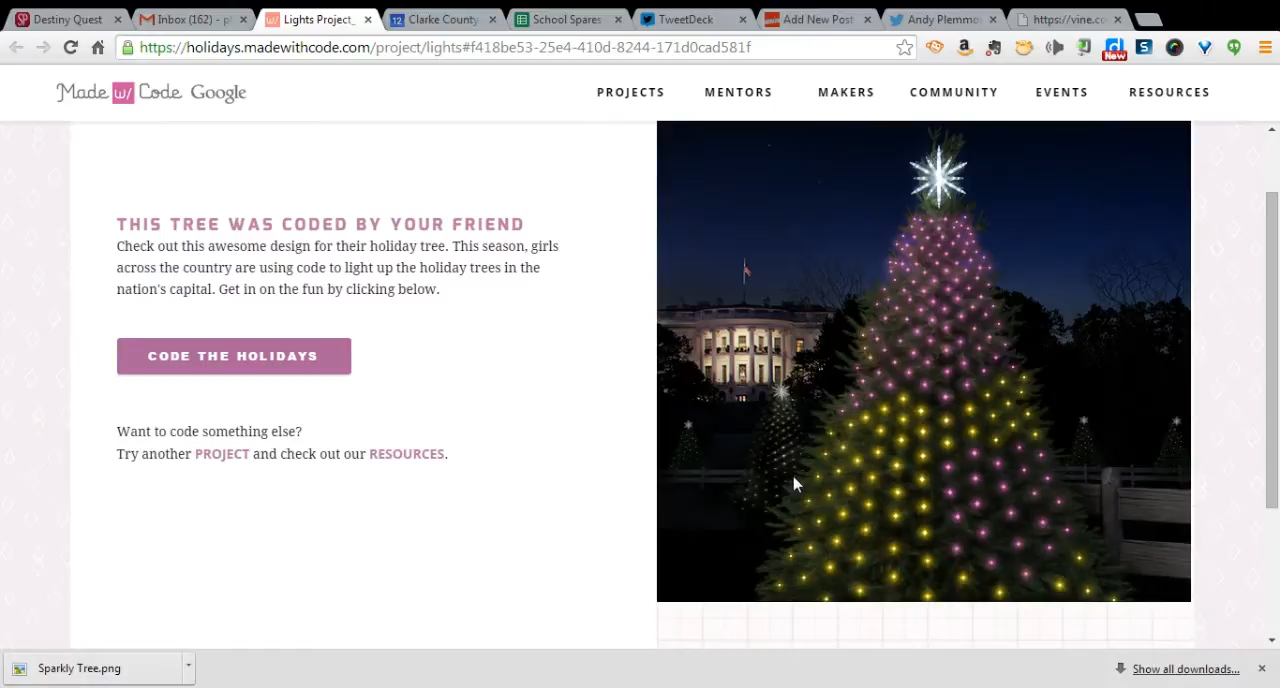 Destiny Quest
Inbox (162) - pl
Lights Project_
Clarke County
School Spares
TweetDeck
Add New Post
Andy Plemmo
https://vine.co
https://holidays.madewithcode.com/project/lights#f418be53-25e4-410d-8244-171d0cad581f
New
Made w/ Code Google
PROJECTS
MENTORS
MAKERS
COMMUNITY
EVENTS
RESOURCES
THIS TREE WAS CODED BY YOUR FRIEND
Check out this awesome design for their holiday tree. This season, girls
across the country are using code to light up the holiday trees in the
nation's capital. Get in on the fun by clicking below.
CODE THE HOLIDAYS
Want to code something else?
Try another PROJECT and check out our RESOURCES.
Sparkly Tree.png
Show all downloads...